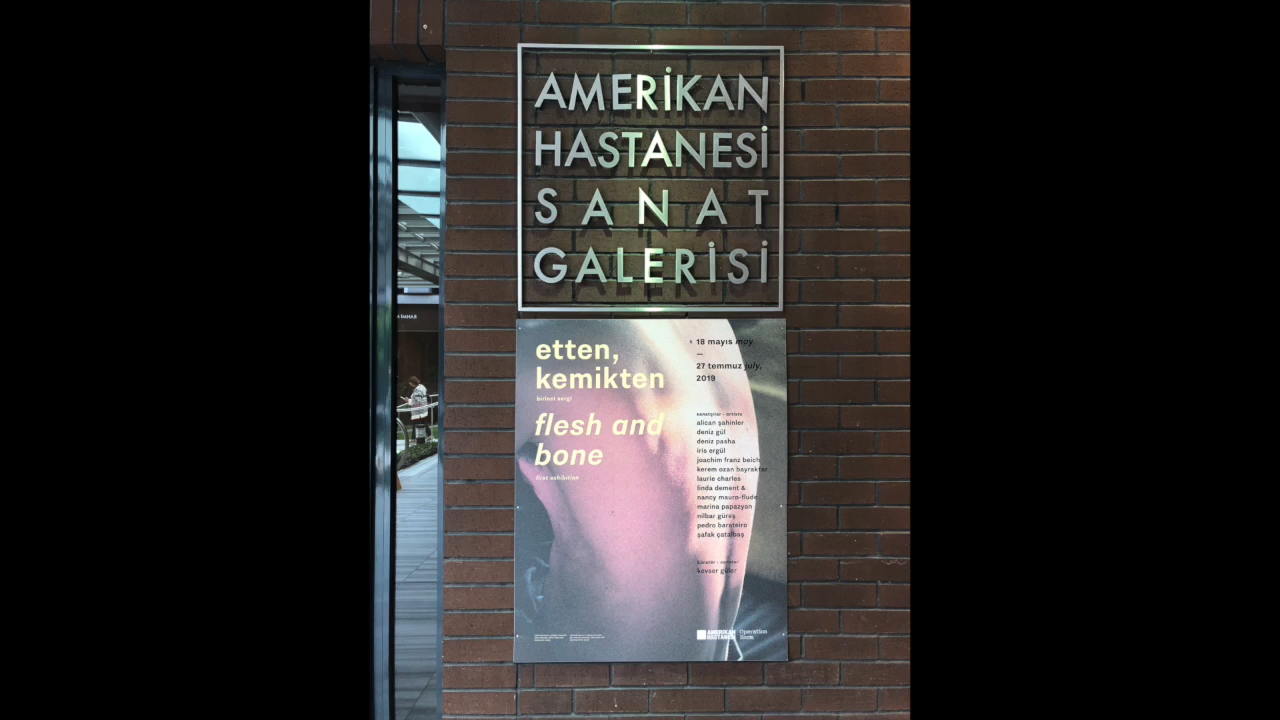 AMERİKAN
HASTANESİ
SANAT
GALERİSİ
etten,
kemikten
birinci sergi
flesh and
bone
first exhibition
18 mayıs may
—
27 temmuz july,
2019
sanatçılar - artists
alican şahinler
deniz gül
deniz pasha
iris ergül
joachim franz beich
kerem ozan bayraktar
laurie charles
linda dement &
nancy mauro-flude
marina papazyan
nilbar güreş
pedro barateiro
şafak çatalbaş
kevser güler
AMERİKAN
HASTANESİ
Operation
Room